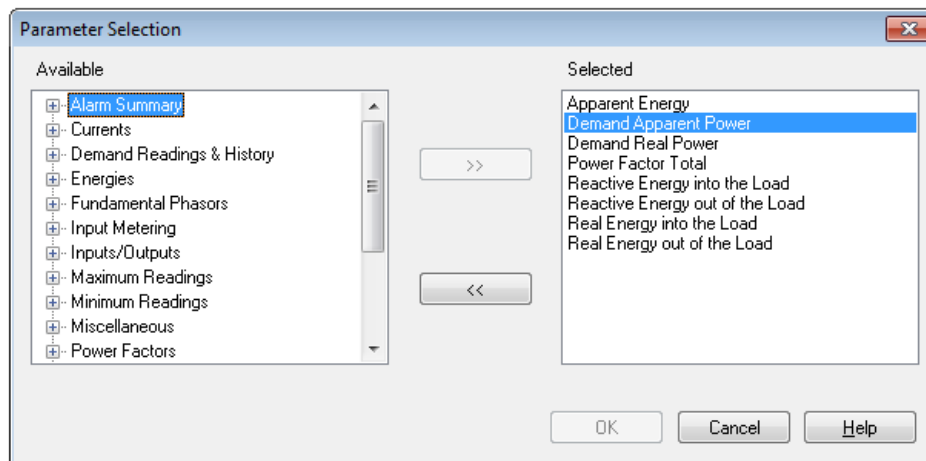 Parameter Selection
Available
Alarm Summary
Currents
Demand Readings & History
Energies
Fundamental Phasors
Input Metering
Inputs/Outputs
Maximum Readings
Minimum Readings
Miscellaneous
Power Factors
>>
<<
Selected
Apparent Energy
Demand Apparent Power
Demand Real Power
Power Factor Total
Reactive Energy into the Load
Reactive Energy out of the Load
Real Energy into the Load
Real Energy out of the Load
OK
Cancel
Help